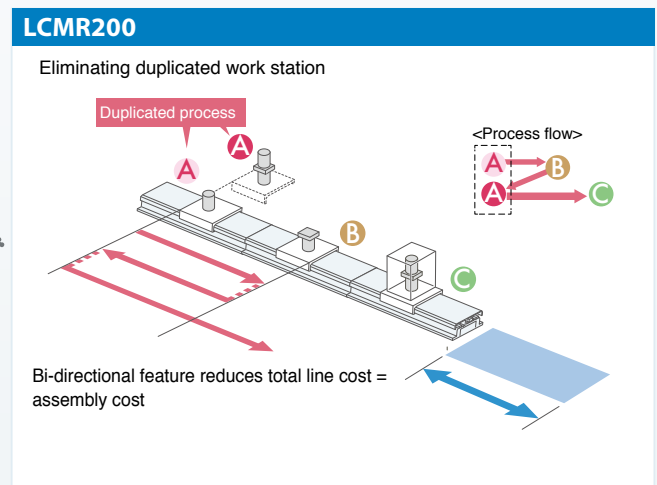 LCMR200
Eliminating duplicated work station
Duplicated process
A
A
B
C
<Process flow>
A
B
A
C
Bi-directional feature reduces total line cost =
assembly cost